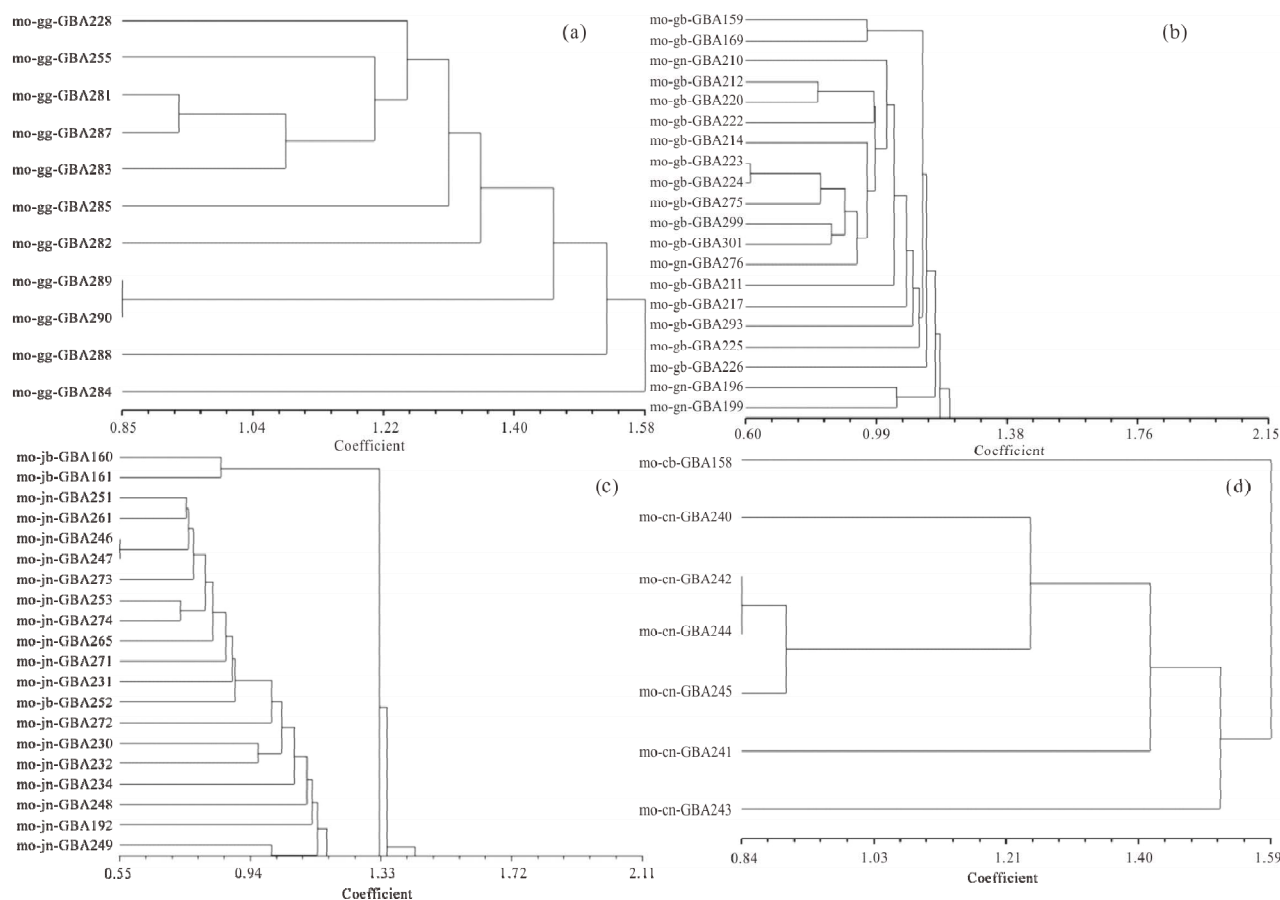 (a)
mo-gg-GBA228
mo-gg-GBA255
mo-gg-GBA281
mo-gg-GBA287
mo-gg-GBA283
mo-gg-GBA285
mo-gg-GBA282
mo-gg-GBA289
mo-gg-GBA290
mo-gg-GBA288
mo-gg-GBA284
0.85 1.04 1.22 1.40 1.58
Coefficient
(b)
mo-gb-GBA159
mo-gb-GBA169
mo-gn-GBA210
mo-gb-GBA212
mo-gb-GBA220
mo-gb-GBA222
mo-gb-GBA214
mo-gb-GBA223
mo-gb-GBA224
mo-gb-GBA275
mo-gb-GBA299
mo-gb-GBA301
mo-gn-GBA276
mo-gb-GBA211
mo-gb-GBA217
mo-gb-GBA293
mo-gb-GBA225
mo-gb-GBA226
mo-gn-GBA196
mo-gn-GBA199
0.60 0.99 1.38 1.76 2.15
Coefficient
(c)
mo-jb-GBA160
mo-jb-GBA161
mo-jn-GBA251
mo-jn-GBA261
mo-jn-GBA246
mo-jn-GBA247
mo-jn-GBA273
mo-jn-GBA253
mo-jn-GBA274
mo-jn-GBA265
mo-jn-GBA271
mo-jn-GBA231
mo-jb-GBA252
mo-jn-GBA272
mo-jn-GBA230
mo-jn-GBA232
mo-jn-GBA234
mo-jn-GBA248
mo-jn-GBA192
mo-jn-GBA249
0.55 0.94 1.33 1.72 2.11
Coefficient
(d)
mo-cb-GBA158
mo-cn-GBA240
mo-cn-GBA242
mo-cn-GBA244
mo-cn-GBA245
mo-cn-GBA241
mo-cn-GBA243
0.84 1.03 1.21 1.40 1.59
Coefficient